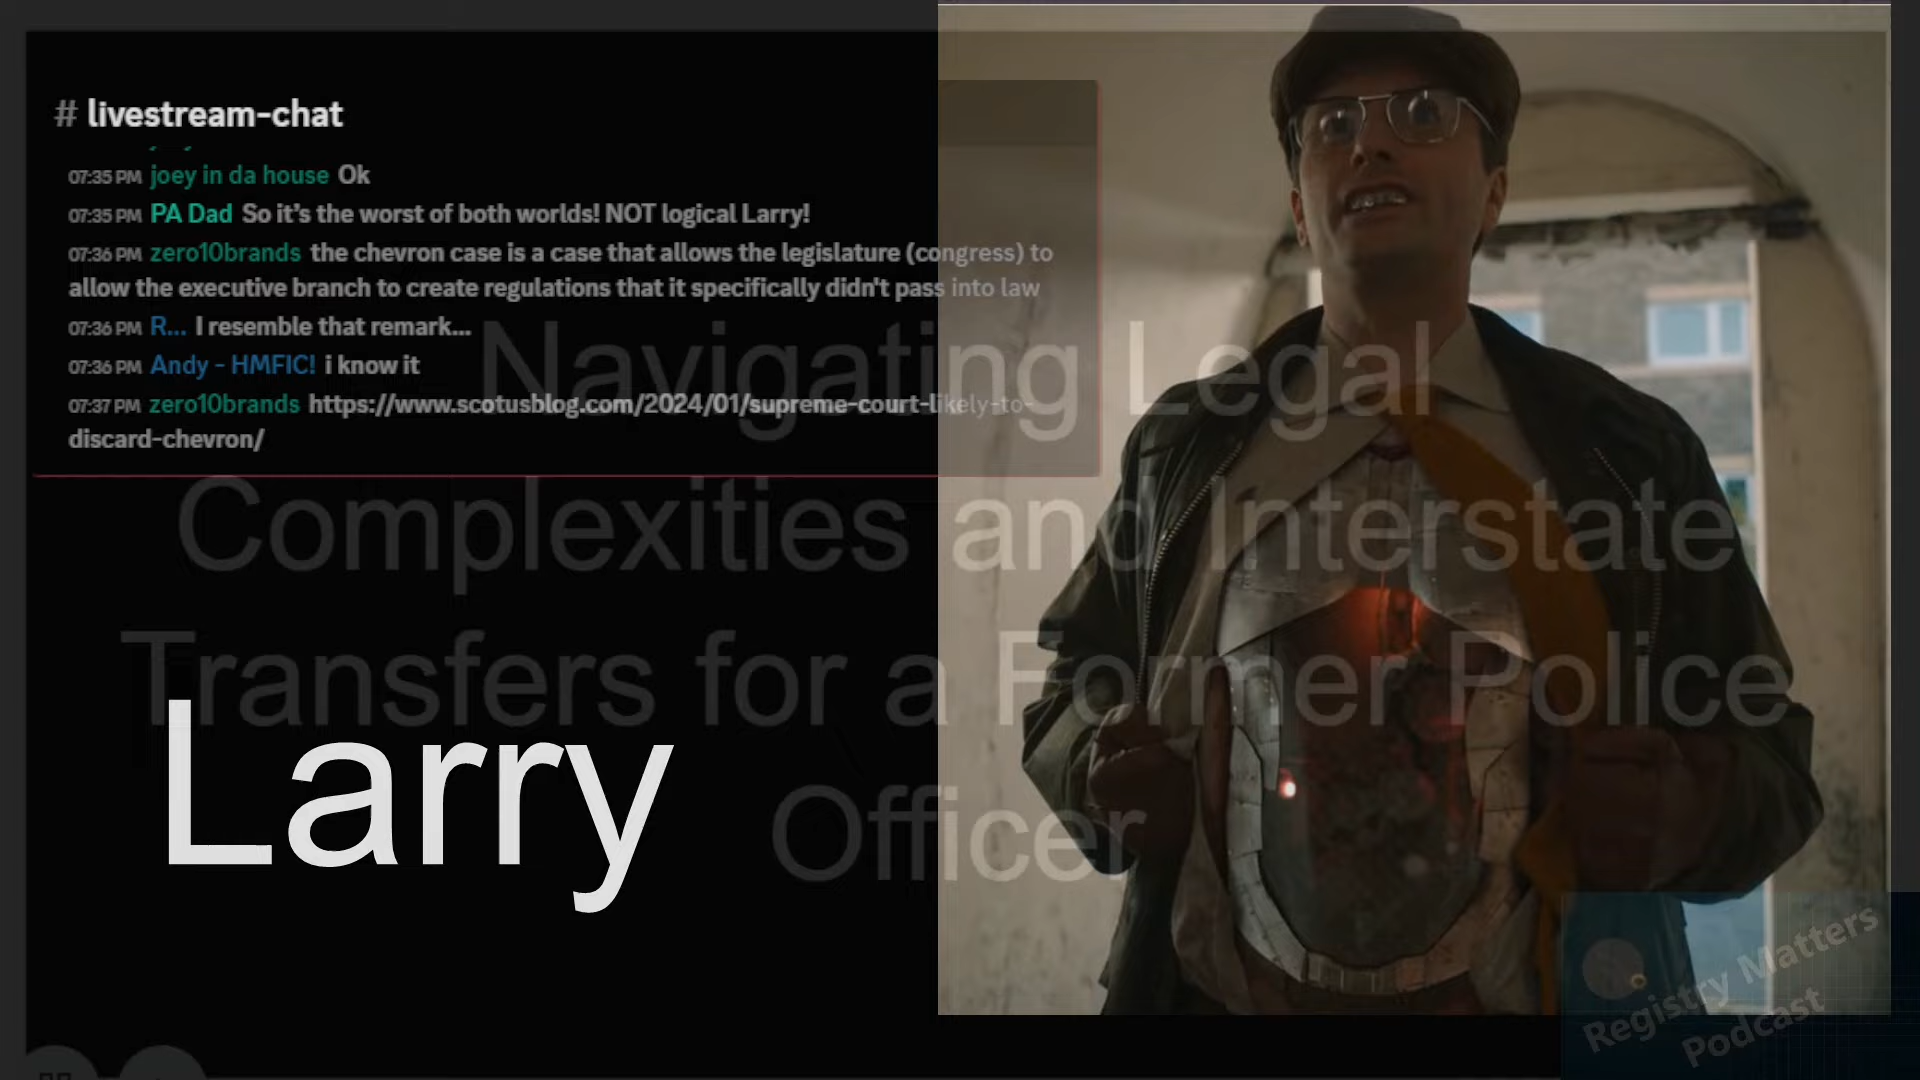 # livestream-chat
07:35 PM joey in da house Ok
07:35 PM PA Dad So it's the worst of both worlds! NOT logical Larry!
07:36 PM zero10brands the chevron case is a case that allows the legislature (congress) to
allow the executive branch to create regulations that it specifically didn't pass into law
07:36 PM R... I resemble that remark...
07:36 PM Andy - HMFIC! i know it
07:37 PM zero10brands https://www.scotusblog.com/2024/01/supreme-court-likely-to-
discard-chevron/
Navigating Legal
Complexities and Interstate
Transfers for a Former Police
Officer
Larry
Registry Matters
Podcast